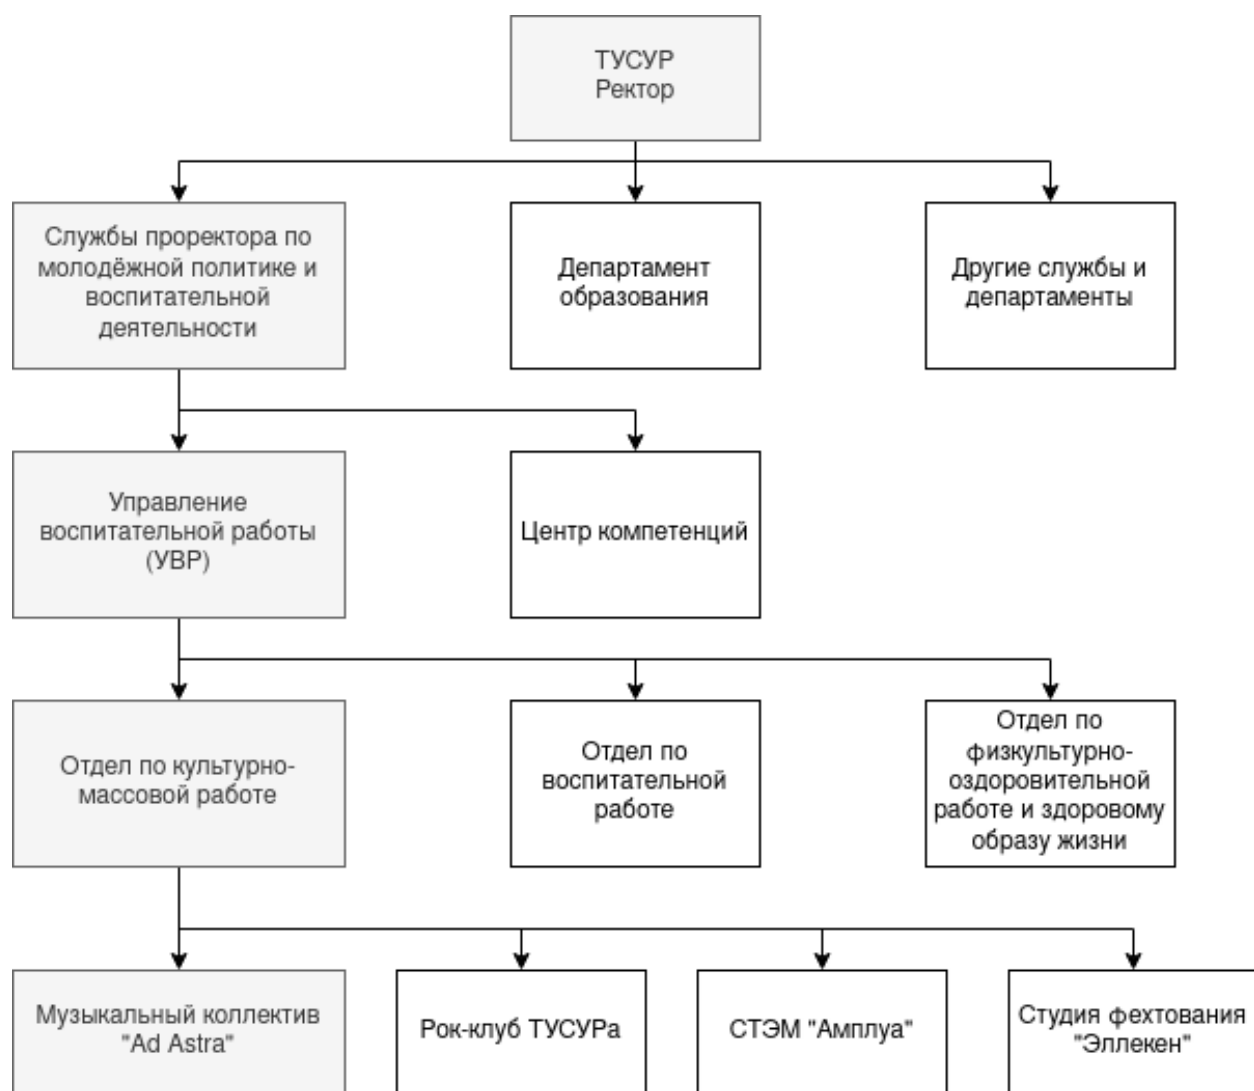 ТУСУР
Ректор
Службы проректора по
молодёжной политике и
воспитательной
деятельности
Департамент
образования
Другие службы и
департаменты
Управление
воспитательной работы
(УВР)
Центр компетенций
Отдел по культурно-
массовой работе
Отдел по
воспитательной
работе
Отдел по
физкультурно-
оздоровительной
работе и здоровому
образу жизни
Музыкальный коллектив
"Ad Astra"
Рок-клуб ТУСУРа
СТЭМ "Амплуа"
Студия фехтования
"Эллекен"